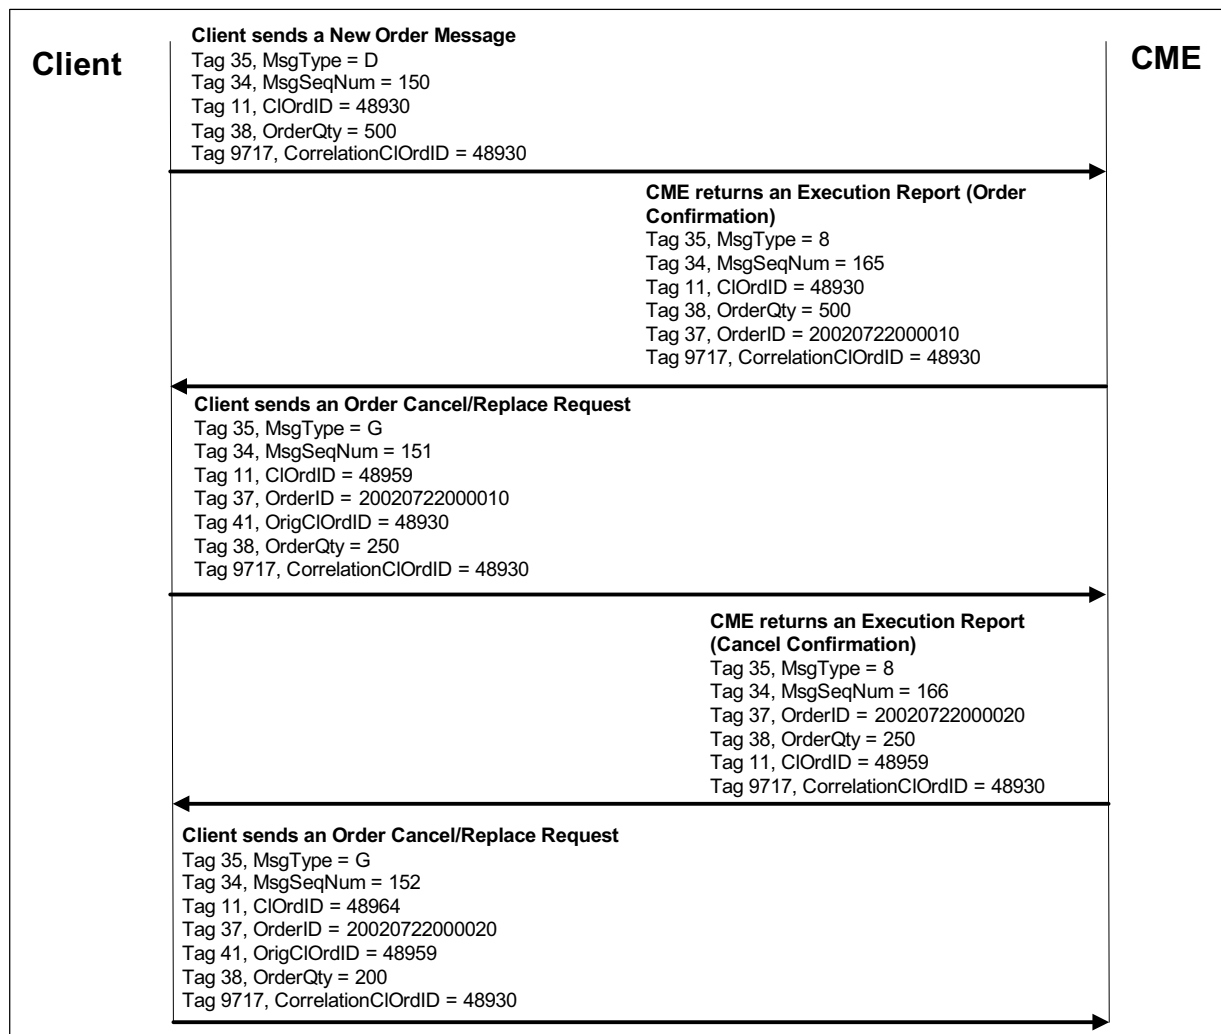 Client
CME
Client sends a New Order Message
Tag 35, MsgType = D
Tag 34, MsgSeqNum = 150
Tag 11, ClOrdID = 48930
Tag 38, OrderQty = 500
Tag 9717, CorrelationClOrdID = 48930
CME returns an Execution Report (Order
Confirmation)
Tag 35, MsgType = 8
Tag 34, MsgSeqNum = 165
Tag 11, ClOrdID = 48930
Tag 38, OrderQty = 500
Tag 37, OrderID = 20020722000010
Tag 9717, CorrelationClOrdID = 48930
Client sends an Order Cancel/Replace Request
Tag 35, MsgType = G
Tag 34, MsgSeqNum = 151
Tag 11, ClOrdID = 48959
Tag 37, OrderID = 20020722000010
Tag 41, OrigClOrdID = 48930
Tag 38, OrderQty = 250
Tag 9717, CorrelationClOrdID = 48930
CME returns an Execution Report
(Cancel Confirmation)
Tag 35, MsgType = 8
Tag 34, MsgSeqNum = 166
Tag 37, OrderID = 20020722000020
Tag 38, OrderQty = 250
Tag 11, ClOrdID = 48959
Tag 9717, CorrelationClOrdID = 48930
Client sends an Order Cancel/Replace Request
Tag 35, MsgType = G
Tag 34, MsgSeqNum = 152
Tag 11, ClOrdID = 48964
Tag 37, OrderID = 20020722000020
Tag 41, OrigClOrdID = 48959
Tag 38, OrderQty = 200
Tag 9717, CorrelationClOrdID = 48930